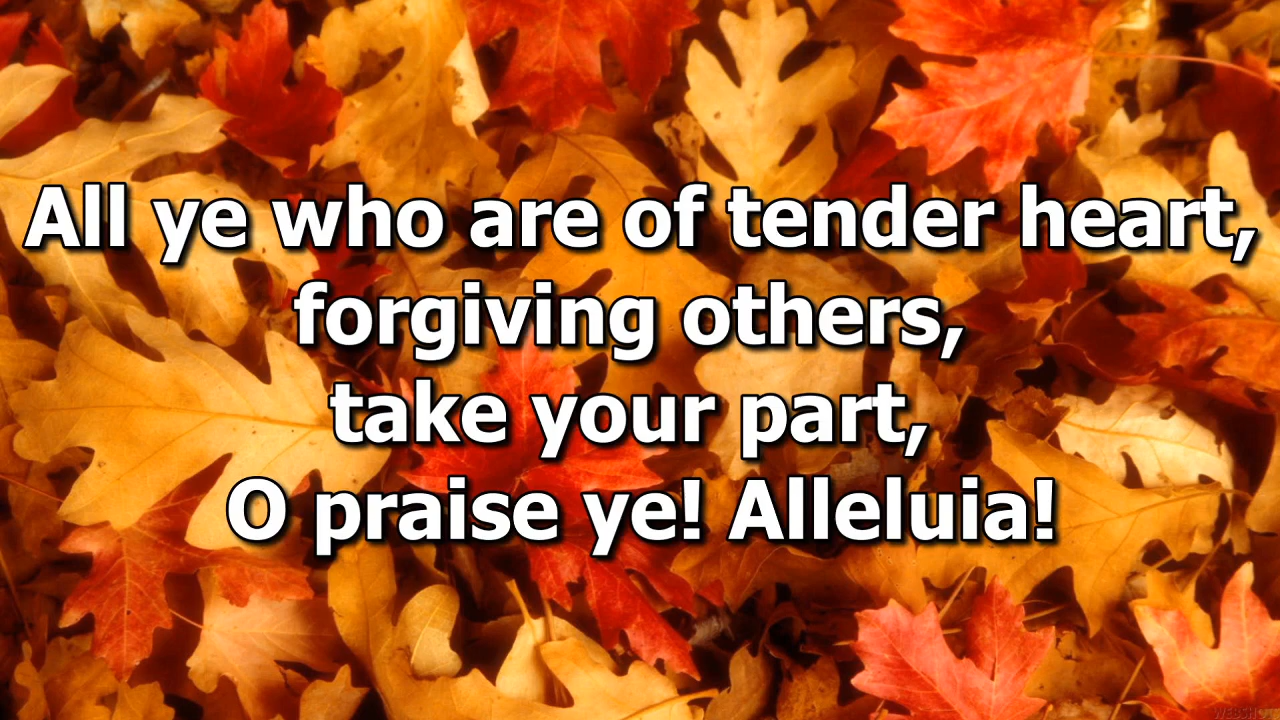 All ye who are of tender heart,
forgiving others,
take your part,
O praise ye! Alleluia!